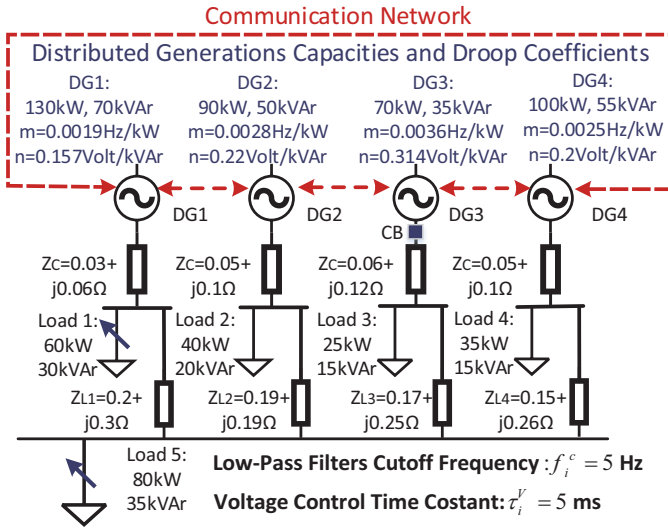 Communication Network
Distributed Generations Capacities and Droop Coefficients
DG1:
130kW, 70kVAr
m=0.0019Hz/kW
n=0.157Volt/kVAr
DG2:
90kW, 50kVAr
m=0.0028Hz/kW
n=0.22Volt/kVAr
DG3:
70kW, 35kVAr
m=0.0036Hz/kW
n=0.314Volt/kVAr
DG4:
100kW, 55kVAr
m=0.0025Hz/kW
n=0.2Volt/kVAr
DG1
DG2
DG3
DG4
CB
Zc=0.03+
j0.06Ω
Zc=0.05+
j0.1Ω
Zc=0.06+
j0.12Ω
Zc=0.05+
j0.1Ω
Load 1:
60kW
30kVAr
Load 2:
40kW
20kVAr
Load 3:
25kW
15kVAr
Load 4:
35kW
15kVAr
ZL1=0.2+
j0.3Ω
ZL2=0.19+
j0.19Ω
ZL3=0.17+
j0.25Ω
ZL4=0.15+
j0.26Ω
Load 5:
80kW
35kVAr
Low-Pass Filters Cutoff Frequency : f_i^c = 5 Hz
Voltage Control Time Costant: τ_i^V = 5 ms